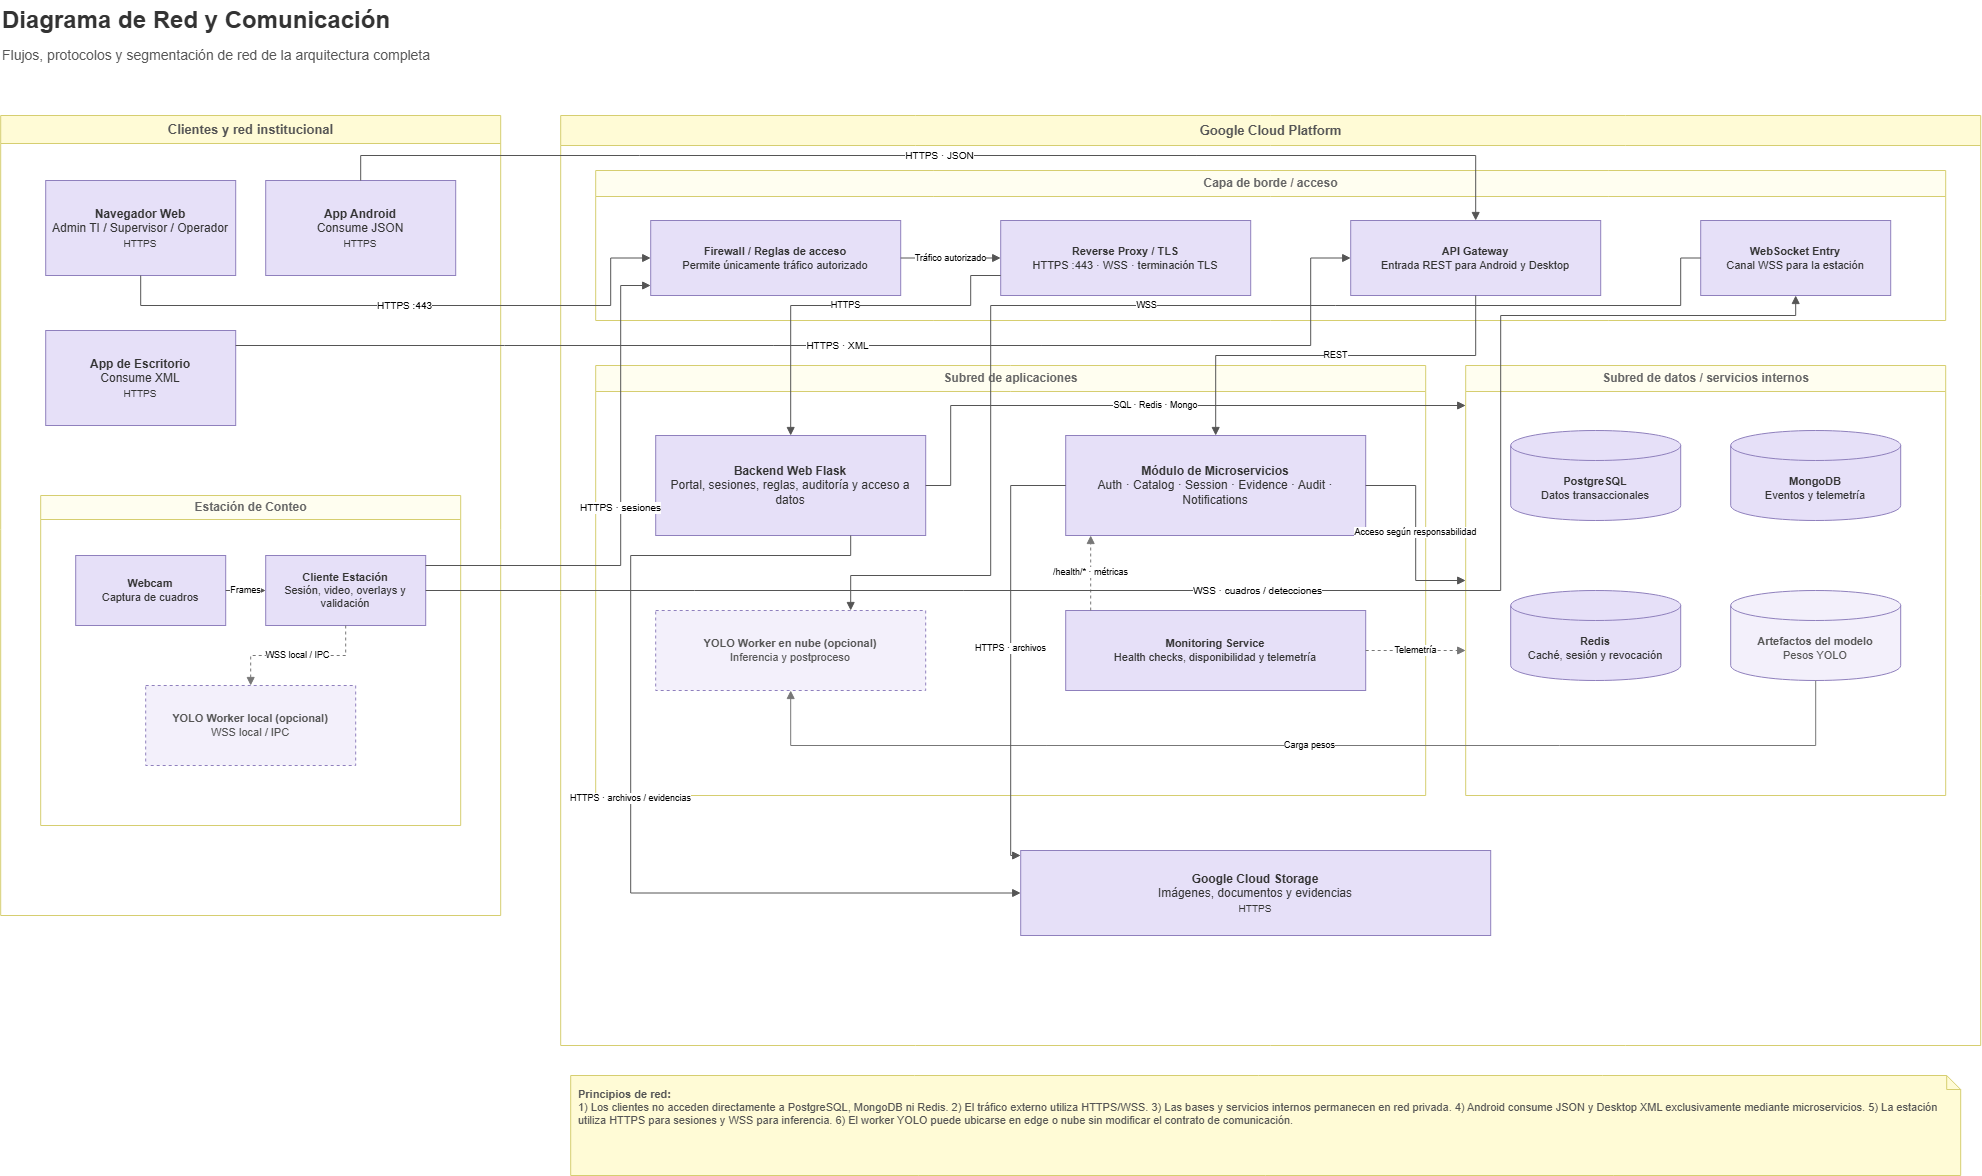 Diagrama de Red y Comunicación
Flujos, protocolos y segmentación de red de la arquitectura completa
Clientes y red institucional
Navegador Web
Admin TI / Supervisor / Operador
HTTPS
App Android
Consume JSON
HTTPS
HTTPS :443
App de Escritorio
Consume XML
HTTPS
Estación de Conteo
Webcam
Captura de cuadros
Frames
Cliente Estación
Sesión, video, overlays y
validación
WSS local / IPC
YOLO Worker local (opcional)
WSS local / IPC
Google Cloud Platform
HTTPS · JSON
Capa de borde / acceso
Firewall / Reglas de acceso
Permite únicamente tráfico autorizado
Tráfico autorizado
Reverse Proxy / TLS
HTTPS :443 · WSS · terminación TLS
API Gateway
Entrada REST para Android y Desktop
WebSocket Entry
Canal WSS para la estación
HTTPS
WSS
HTTPS · XML
REST
Subred de aplicaciones
SQL · Redis · Mongo
Backend Web Flask
Portal, sesiones, reglas, auditoría y acceso a
datos
Módulo de Microservicios
Auth · Catalog · Session · Evidence · Audit ·
Notifications
HTTPS · sesiones
Acceso según responsabilidad
/health/* · métricas
WSS · cuadros / detecciones
YOLO Worker en nube (opcional)
Inferencia y postproceso
HTTPS · archivos
Monitoring Service
Health checks, disponibilidad y telemetría
Telemetría
Carga pesos
HTTPS · archivos / evidencias
Subred de datos / servicios internos
PostgreSQL
Datos transaccionales
MongoDB
Eventos y telemetría
Redis
Caché, sesión y revocación
Artefactos del modelo
Pesos YOLO
Google Cloud Storage
Imágenes, documentos y evidencias
HTTPS
Principios de red:
1) Los clientes no acceden directamente a PostgreSQL, MongoDB ni Redis. 2) El tráfico externo utiliza HTTPS/WSS. 3) Las bases y servicios internos permanecen en red privada. 4) Android consume JSON y Desktop XML exclusivamente mediante microservicios. 5) La estación
utiliza HTTPS para sesiones y WSS para inferencia. 6) El worker YOLO puede ubicarse en edge o nube sin modificar el contrato de comunicación.